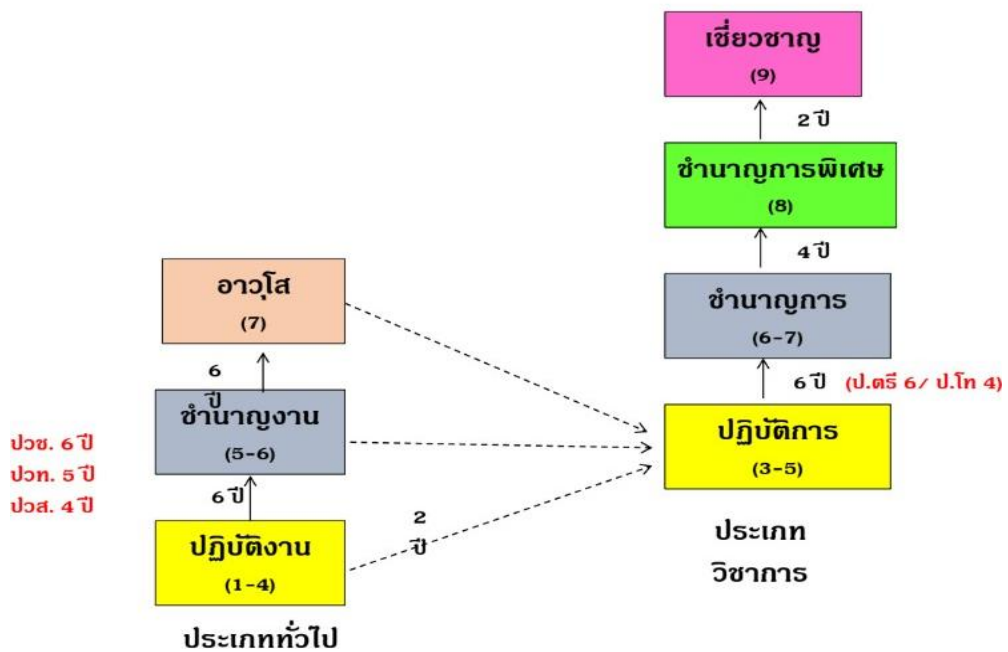 เชี่ยวชาญ
(9)
2 ปี
ชำนาญการพิเศษ
(8)
4 ปี
ชำนาญการ
(6-7)
6 ปี (ป.ตรี 6/ ป.โท 4)
ปฏิบัติการ
(3-5)
ประเภท
วิชาการ
อาวุโส
(7)
6
ปี
ชำนาญงาน
(5-6)
ปวช. 6 ปี
ปวท. 5 ปี
ปวส. 4 ปี
6 ปี
2
ปี
ปฏิบัติงาน
(1-4)
ประเภททั่วไป